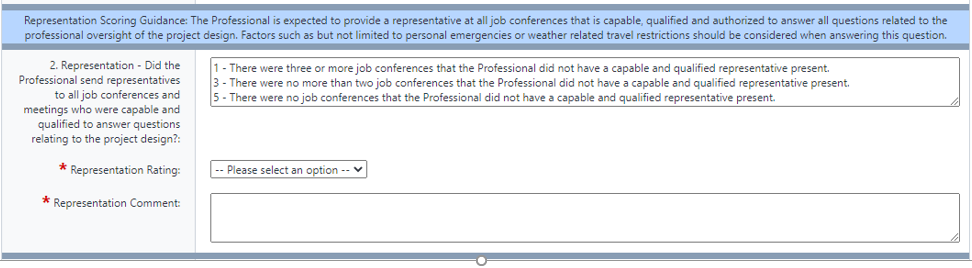 Representation Scoring Guidance: The Professional is expected to provide a representative at all job conferences that is capable, qualified and authorized to answer all questions related to the
professional oversight of the project design. Factors such as but not limited to personal emergencies or weather related travel restrictions should be considered when answering this question.
2. Representation - Did the
Professional send representatives
to all job conferences and
meetings who were capable and
qualified to answer questions
relating to the project design?:
1 - There were three or more job conferences that the Professional did not have a capable and qualified representative present.
3 - There were no more than two job conferences that the Professional did not have a capable and qualified representative present.
5 - There were no job conferences that the Professional did not have a capable and qualified representative present.
* Representation Rating:
-- Please select an option --
* Representation Comment: